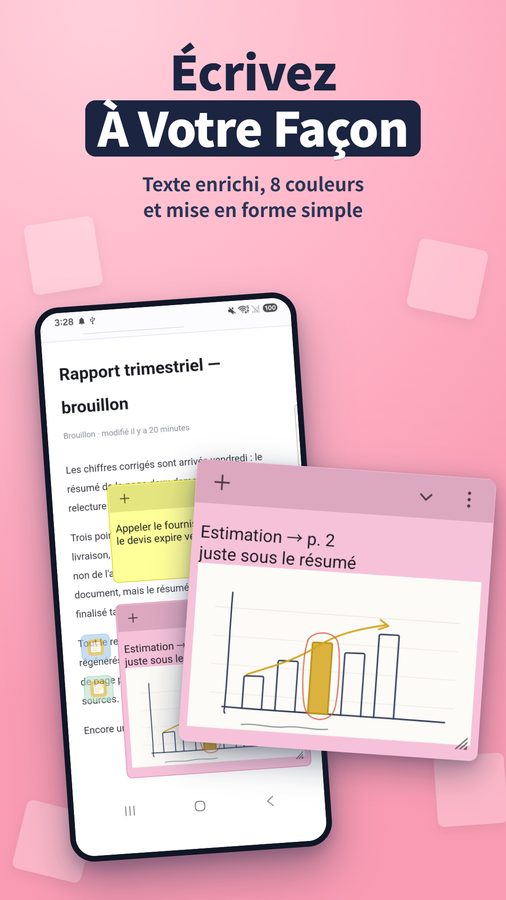 Écrivez
À Votre Façon
Texte enrichi, 8 couleurs
et mise en forme simple
3:28
100
Rapport trimestriel —
brouillon
Brouillon · modifié il y a 20 minutes
Les chiffres corrigés sont arrivés vendredi : le
résumé de la page
relecture
Appeler le
le devis expire
Trois
livraison,
non de
document, mais le résumé
finalisé
Estimation → p. 2
juste sous le résumé
Estimation
juste sous le
Tout le
de page
sources.
Encore